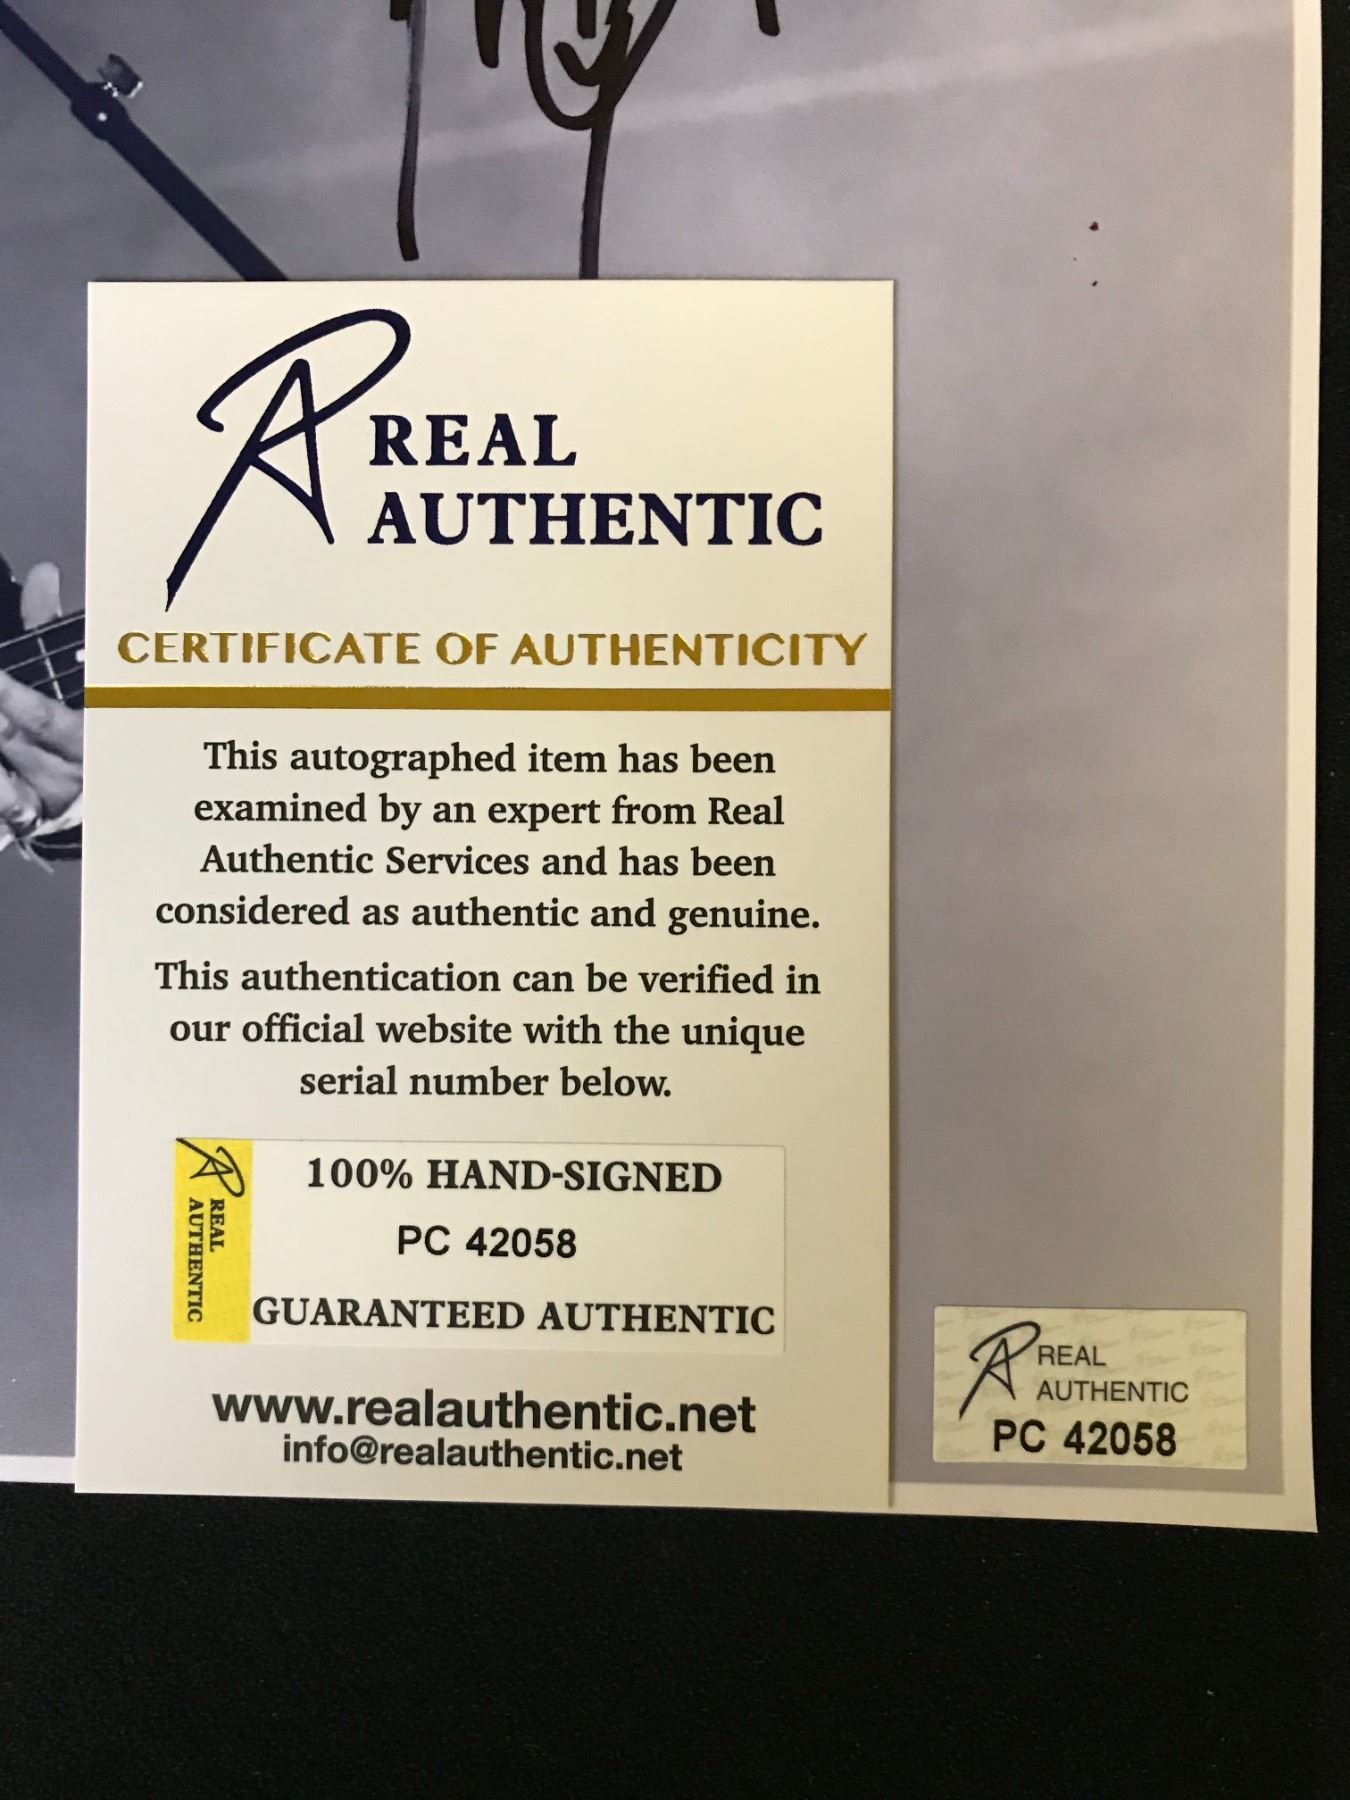 REAL
AUTHENTIC
CERTIFICATE OF AUTHENTICITY
This autographed item has been
examined by an expert from Real
Authentic Services and has been
considered as authentic and genuine.
This authentication can be verified in
our official website with the unique
serial number below.
REAL
AUTHENTIC
100% HAND-SIGNED
PC 42058
GUARANTEED AUTHENTIC
www.realauthentic.net
info@realauthentic.net
REAL
AUTHENTIC
PC 42058